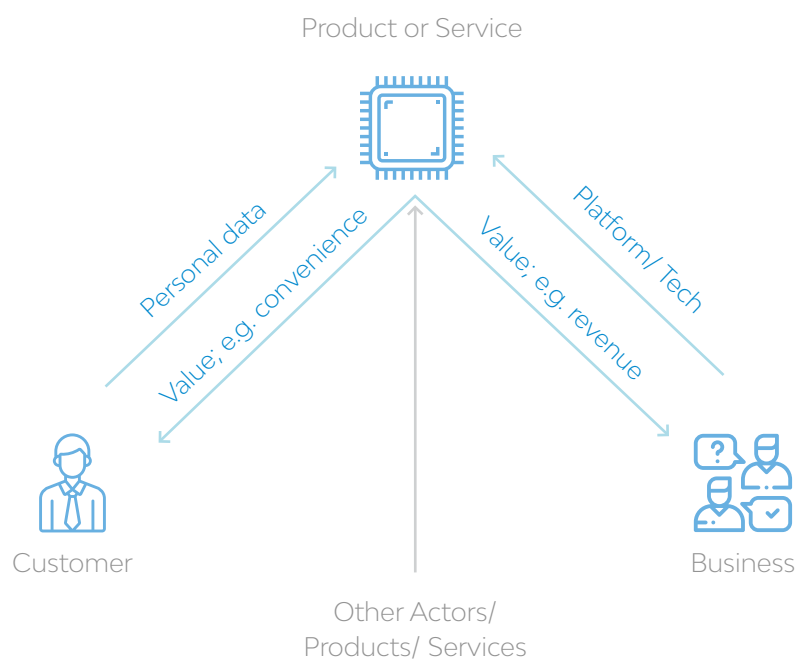 Product or Service
Personal data
Value; e.g. convenience
Value; e.g. revenue
Platform/ Tech
?
Customer
Business
Other Actors/
Products/ Services